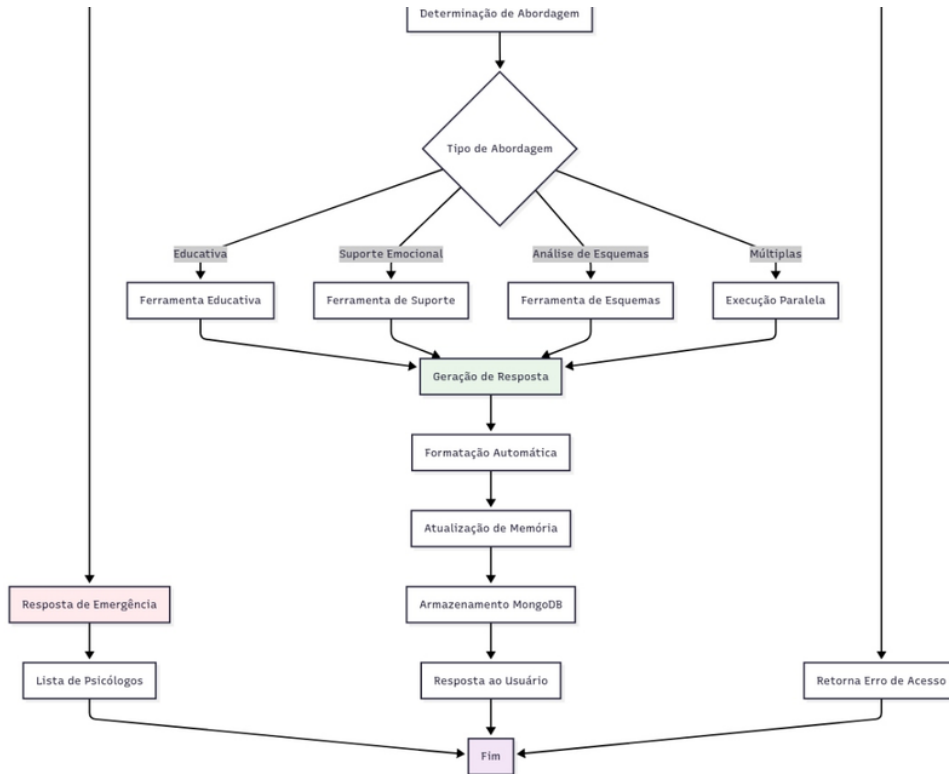 Determinação de Abordagem
Tipo de Abordagem
Educativa
Suporte Emocional
Análise de Esquemas
Múltiplas
Ferramenta Educativa
Ferramenta de Suporte
Ferramenta de Esquemas
Execução Paralela
Geração de Resposta
Formatação Automática
Atualização de Memória
Resposta de Emergência
Armazenamento MongoDB
Lista de Psicólogos
Resposta ao Usuário
Retorna Erro de Acesso
Fim